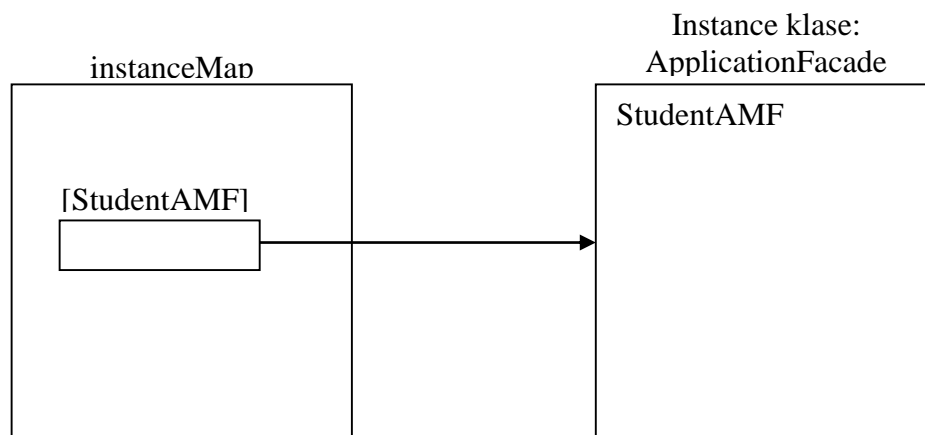 Instance klase:
ApplicationFacade
instanceMap
StudentAMF
[StudentAMF]